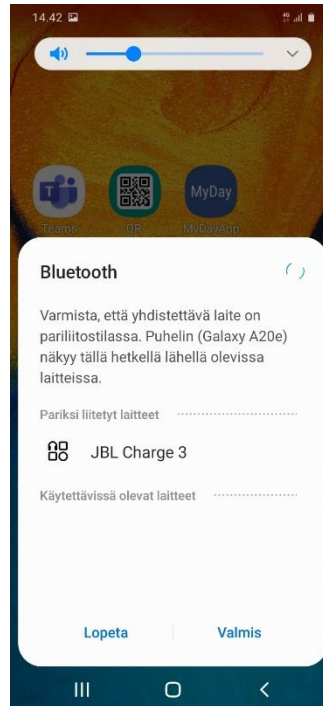 14.42
4G
Teams
QR
MyDay
MyDayApp
Bluetooth
Varmista, että yhdistettävä laite on
pariliitostilassa. Puhelin (Galaxy A20e)
näkyy tällä hetkellä lähellä olevissa
laitteissa.
Pariksi liitetyt laitteet
JBL Charge 3
Käytettävissä olevat laitteet
Lopeta
Valmis